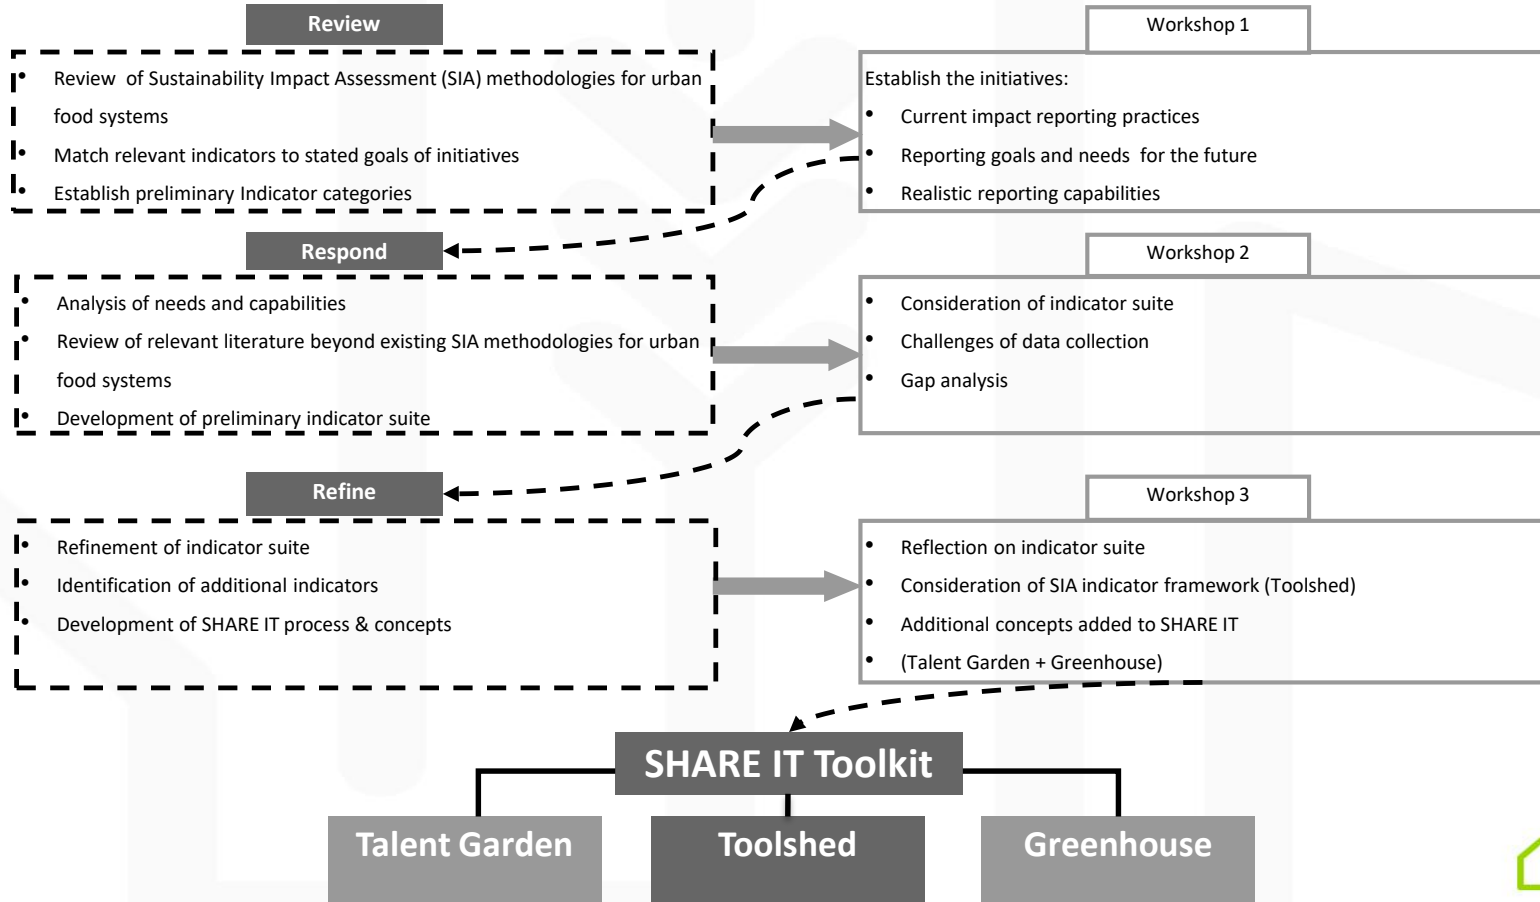 Review
• Review of Sustainability Impact Assessment (SIA) methodologies for urban
food systems
• Match relevant indicators to stated goals of initiatives
• Establish preliminary Indicator categories
Workshop 1
Establish the initiatives:
• Current impact reporting practices
• Reporting goals and needs for the future
• Realistic reporting capabilities
Respond
• Analysis of needs and capabilities
• Review of relevant literature beyond existing SIA methodologies for urban
food systems
• Development of preliminary indicator suite
Workshop 2
• Consideration of indicator suite
• Challenges of data collection
• Gap analysis
Refine
• Refinement of indicator suite
• Identification of additional indicators
• Development of SHARE IT process & concepts
Workshop 3
• Reflection on indicator suite
• Consideration of SIA indicator framework (Toolshed)
• Additional concepts added to SHARE IT
• (Talent Garden + Greenhouse)
SHARE IT Toolkit
Talent Garden
Toolshed
Greenhouse